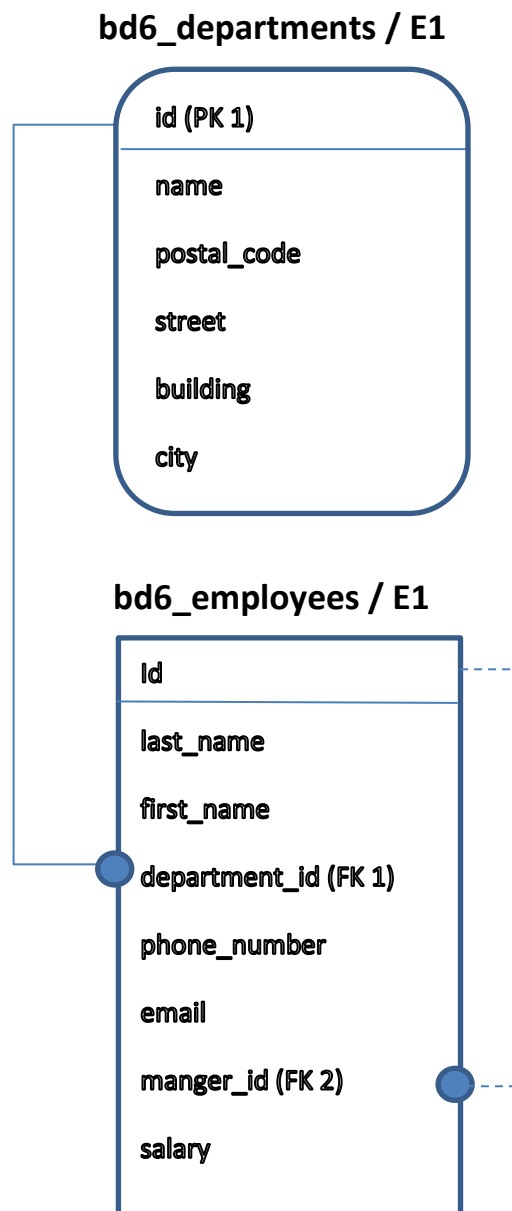 bd6_departments / E1
id (PK 1)
name
postal_code
street
building
city
bd6_employees / E1
Id
last_name
first_name
department_id (FK 1)
phone_number
email
manger_id (FK 2)
salary